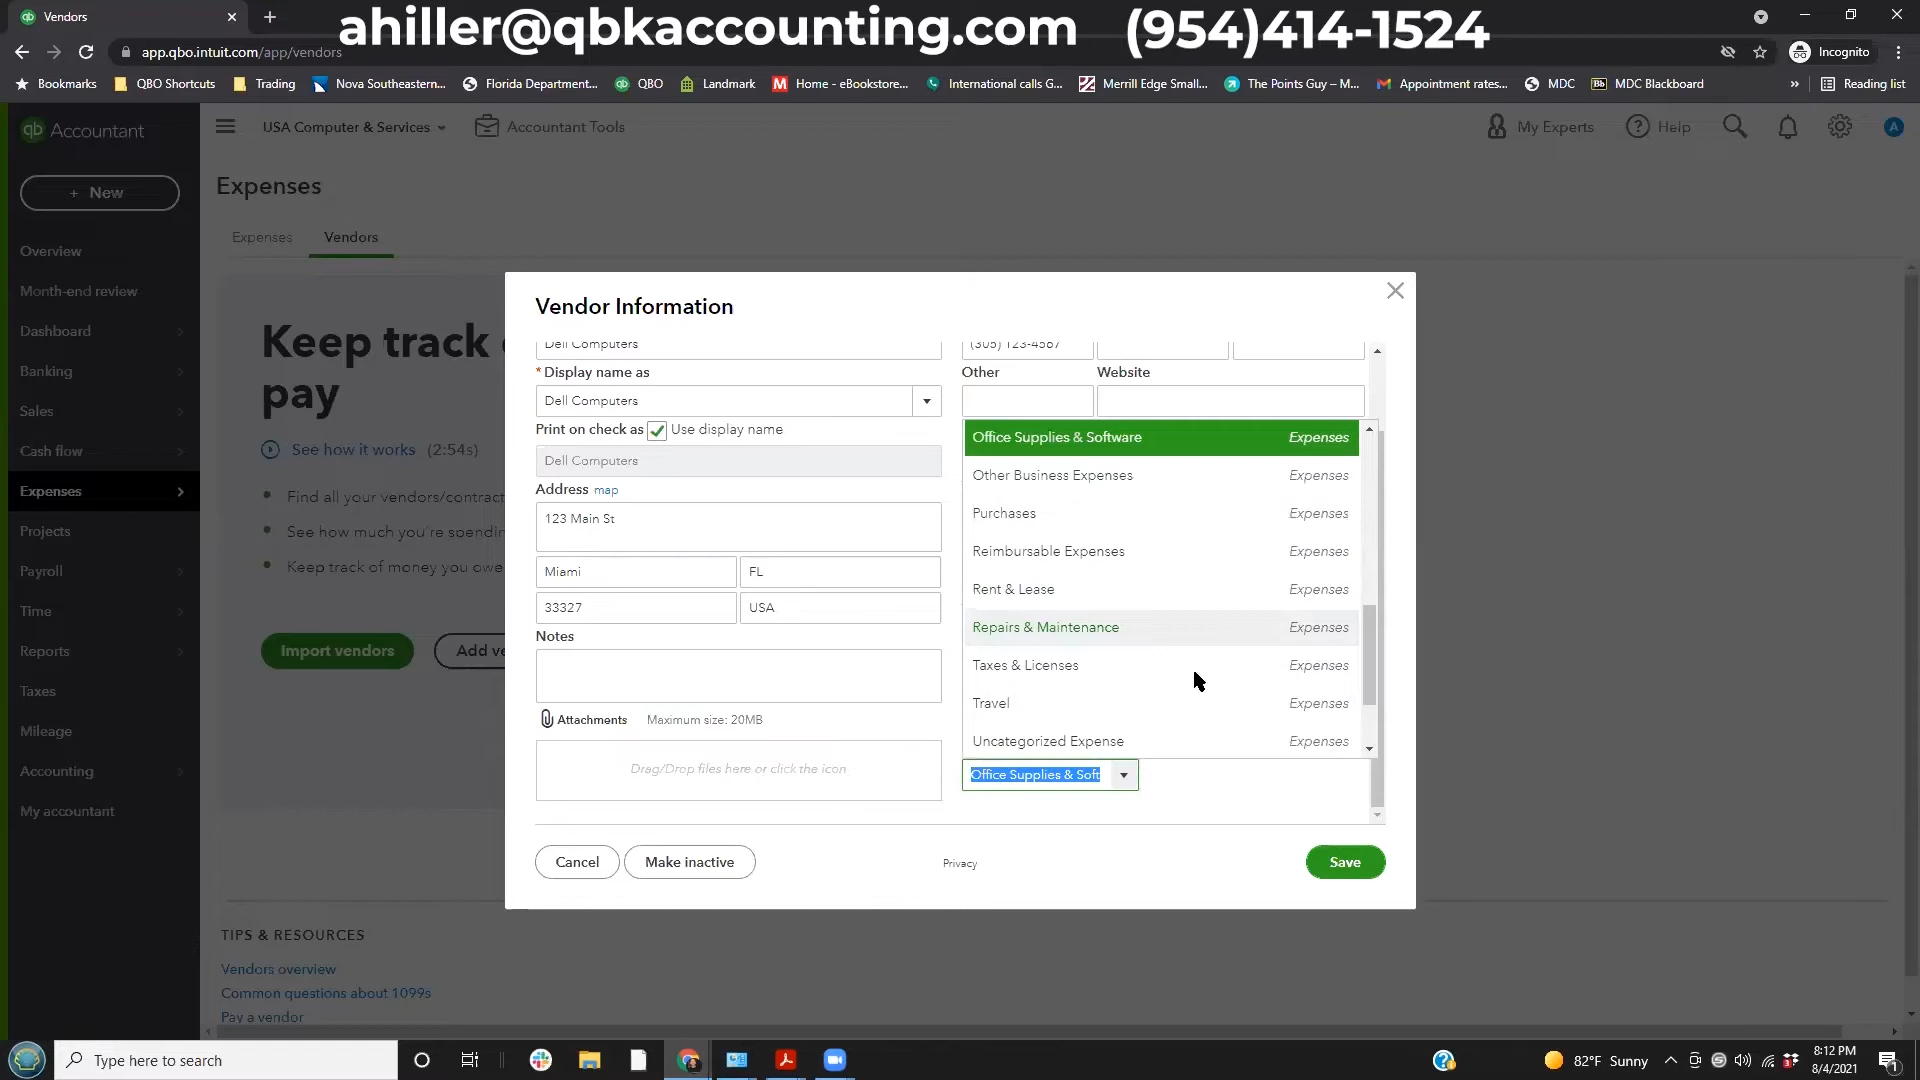 Vendors
ahiller@qbkaccounting.com (954)414-1524
app.qbo.intuit.com/app/vendors
Incognito
Bookmarks
QBO Shortcuts
Trading
Nova Southeastern...
Florida Department...
QBO
Landmark
Home - eBookstore...
International calls G...
Merrill Edge Small...
The Points Guy – M...
Appointment rates...
MDC
Bb MDC Blackboard
»
Reading list
qb Accountant
USA Computer & Services
Accountant Tools
My Experts
Help
A
+ New
Overview
Month-end review
Dashboard
Banking
Sales
Cash flow
Expenses
Projects
Payroll
Time
Reports
Taxes
Mileage
Accounting
My accountant
Expenses
Expenses Vendors
Keep track
pay
See how it works (2:54s)
Find all your vendors/contract
See how much you're spendin
Keep track of money you owe
Import vendors
Add ve
TIPS & RESOURCES
Vendors overview
Common questions about 1099s
Pay a vendor
Vendor Information
Dell Computers
(305) 123-4567
* Display name as
Dell Computers
Other
Website
Print on check as Use display name
Dell Computers
Address map
123 Main St
Miami
FL
33327
USA
Notes
Attachments Maximum size: 20MB
Drag/Drop files here or click the icon
Office Supplies & Software Expenses
Other Business Expenses Expenses
Purchases Expenses
Reimbursable Expenses Expenses
Rent & Lease Expenses
Repairs & Maintenance Expenses
Taxes & Licenses Expenses
Travel Expenses
Uncategorized Expense Expenses
Office Supplies & Soft
Cancel
Make inactive
Privacy
Save
Type here to search
82°F Sunny
8:12 PM
8/4/2021